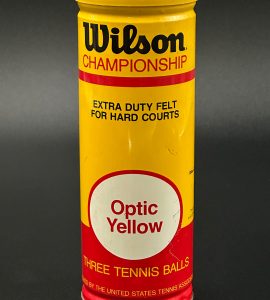 Wilson
CHAMPIONSHIP
EXTRA DUTY FELT
FOR HARD COURTS
Optic
Yellow
THREE TENNIS BALLS
BY THE UNITED STATES TENNIS